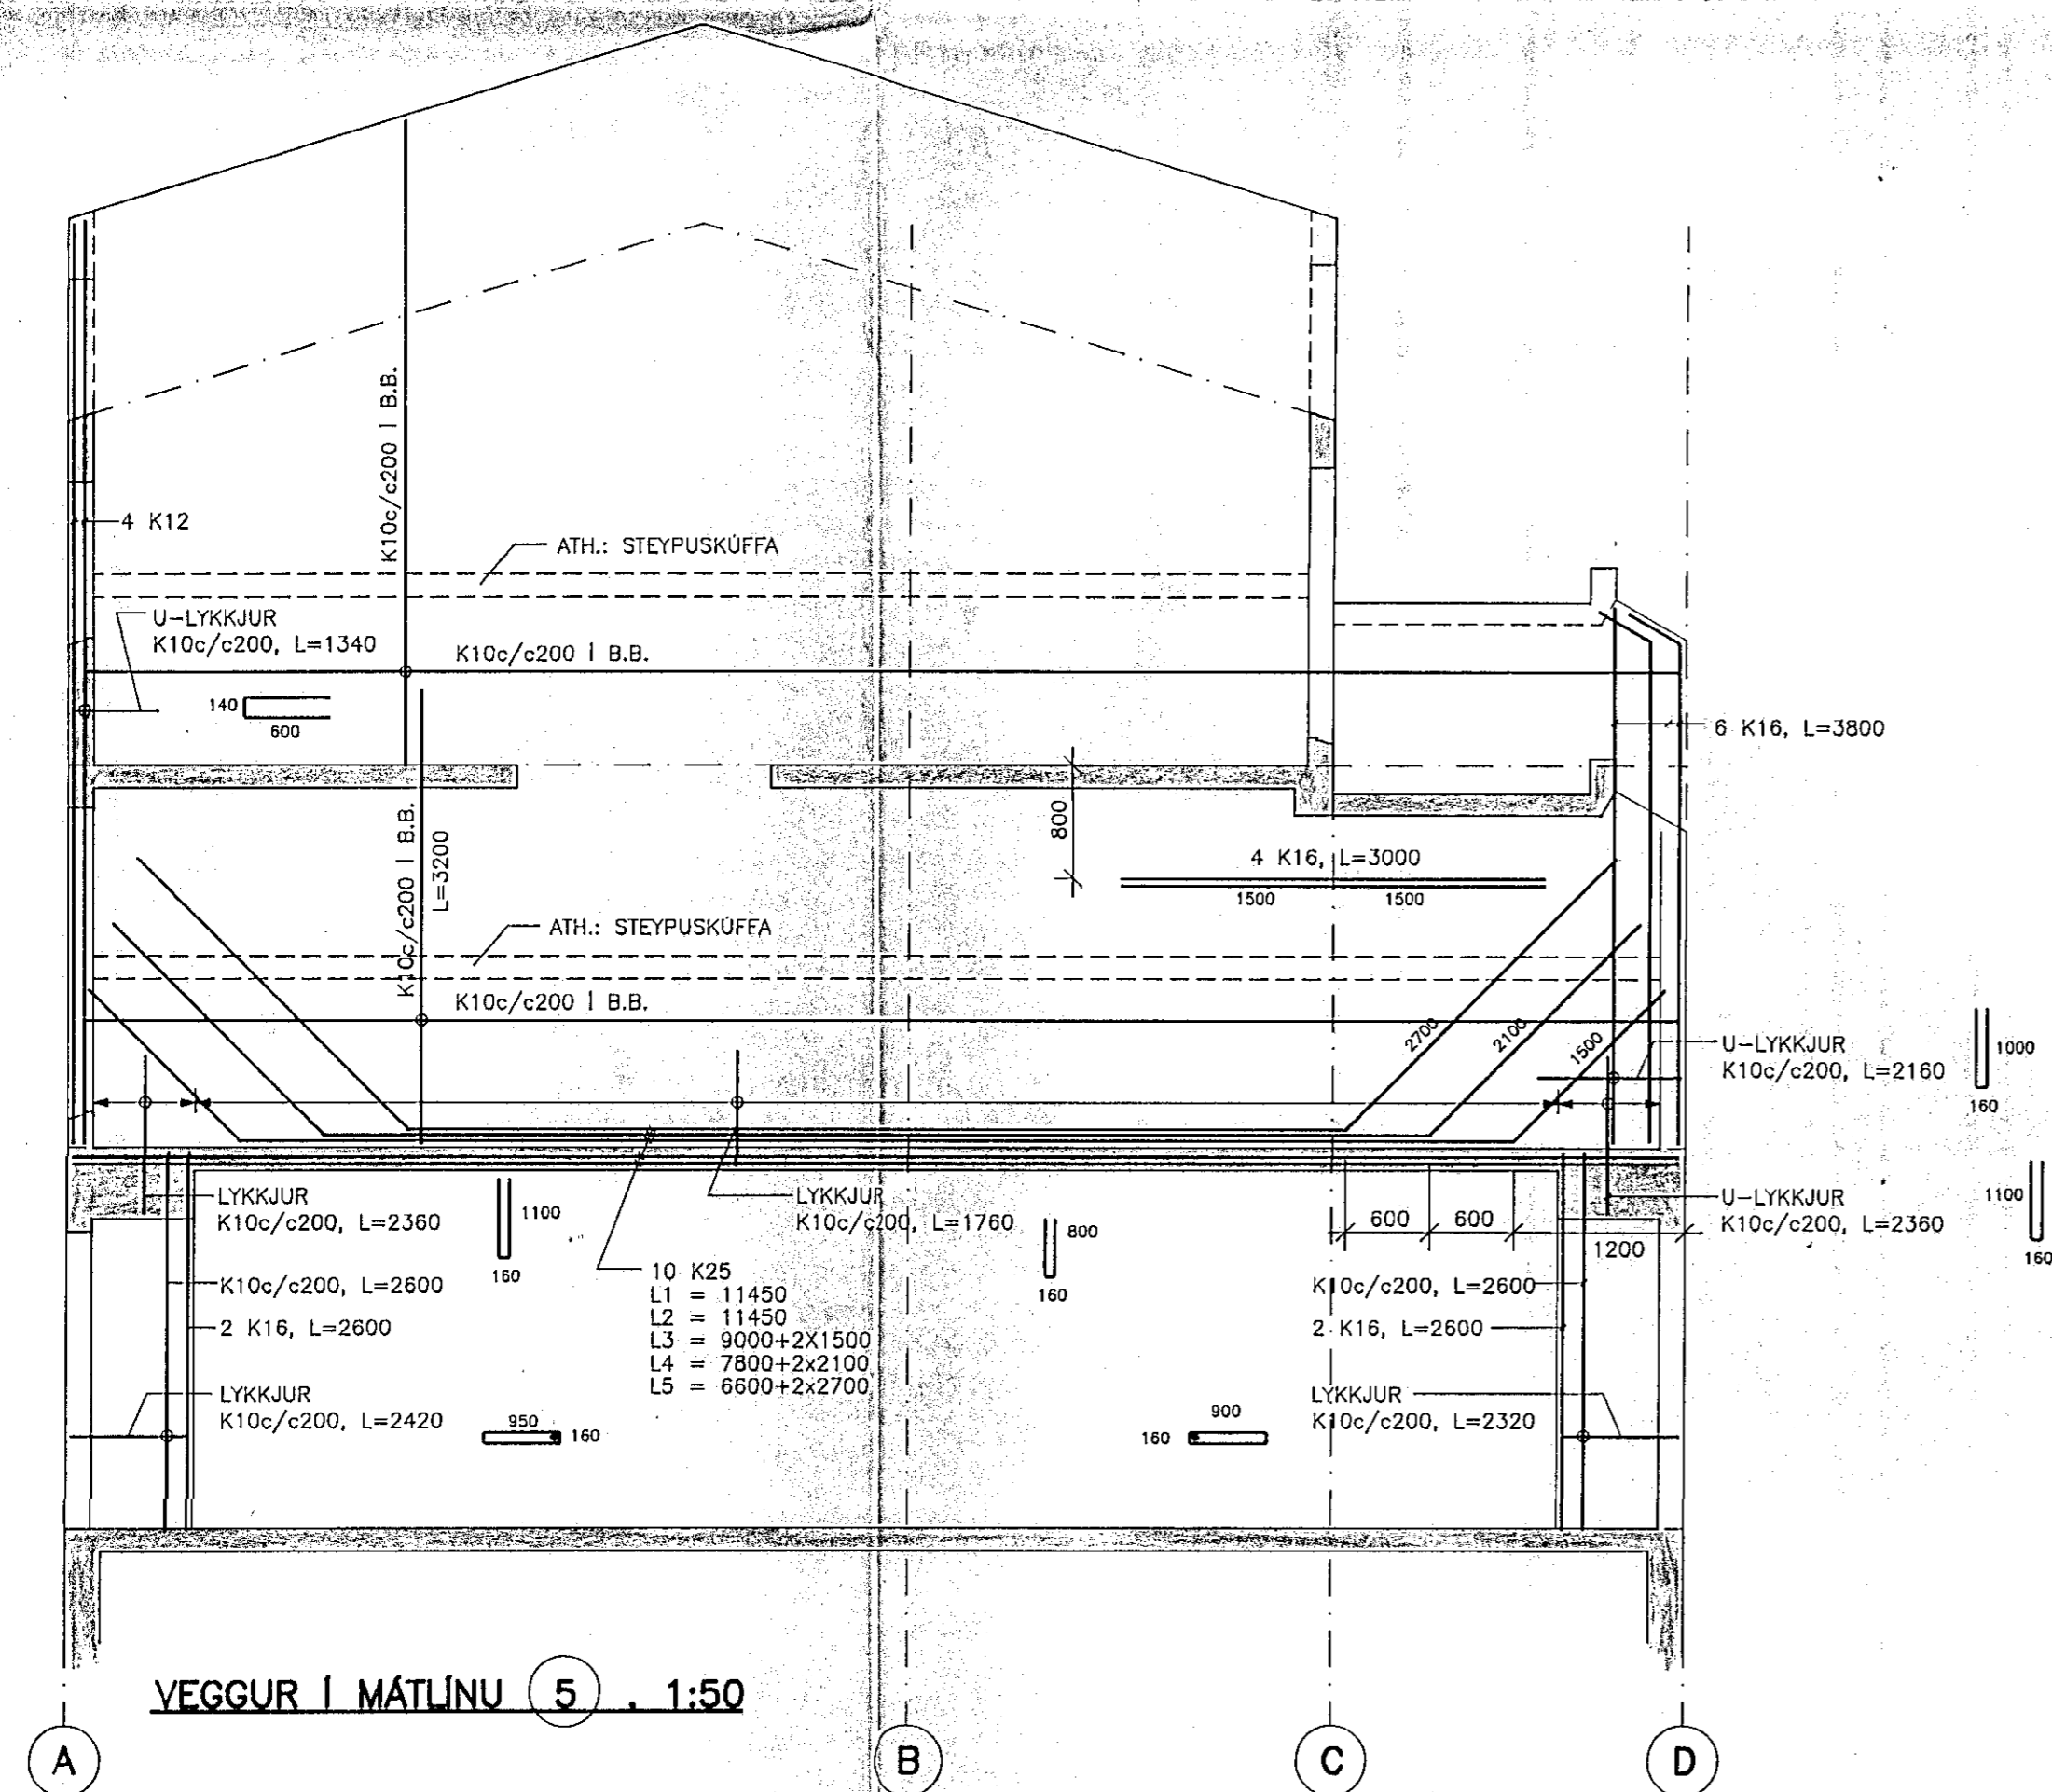 K10c/c200 Í B.B.
4 K12
ATH.: STEYPUSKÚFFA
U-LYKKJUR
K10c/c200, L=1340
K10c/c200 Í B.B.
140
600
6 K16, L=3800
800
K10c/c200 Í B.B.
L=3200
4 K16, L=3000
1500
1500
ATH.: STEYPUSKÚFFA
K10c/c200 Í B.B.
2700
2100
1500
U-LYKKJUR
K10c/c200, L=2160
1000
160
LYKKJUR
K10c/c200, L=2360
1100
160
LYKKJUR
K10c/c200, L=1760
800
160
600
600
1200
U-LYKKJUR
K10c/c200, L=2360
1100
160
K10c/c200, L=2600
2 K16, L=2600
10 K25
L1 = 11450
L2 = 11450
L3 = 9000+2X1500
L4 = 7800+2x2100
L5 = 6600+2x2700
K10c/c200, L=2600
2 K16, L=2600
LYKKJUR
K10c/c200, L=2420
950
160
900
160
LYKKJUR
K10c/c200, L=2320
VEGGUR Í MÁTLÍNU 5 . 1:50
A
B
C
D